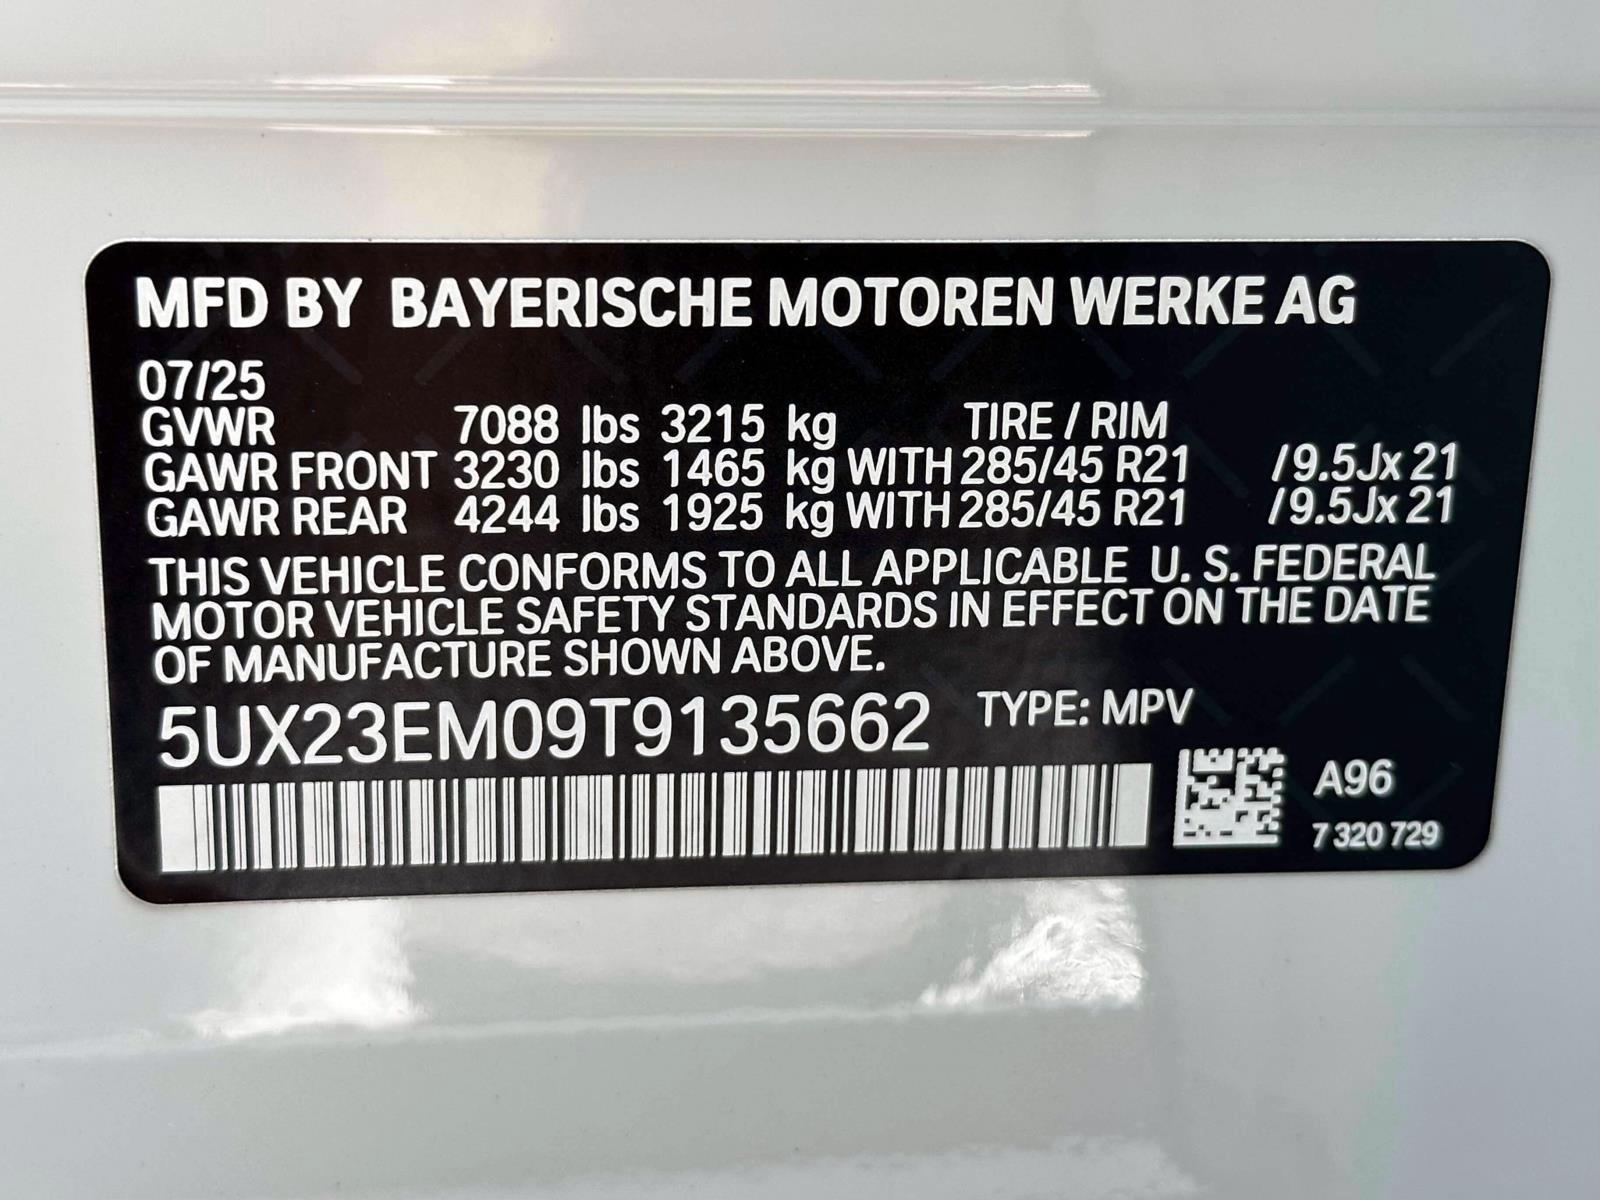 MFD BY BAYERISCHE MOTOREN WERKE AG
07/25
GVWR 7088 lbs 3215 kg TIRE / RIM
GAWR FRONT 3230 lbs 1465 kg WITH 285/45 R21 /9.5Jx 21
GAWR REAR 4244 lbs 1925 kg WITH 285/45 R21 /9.5Jx 21
THIS VEHICLE CONFORMS TO ALL APPLICABLE U. S. FEDERAL
MOTOR VEHICLE SAFETY STANDARDS IN EFFECT ON THE DATE
OF MANUFACTURE SHOWN ABOVE.
5UX23EM09T9135662 TYPE: MPV
A96
7 320 729